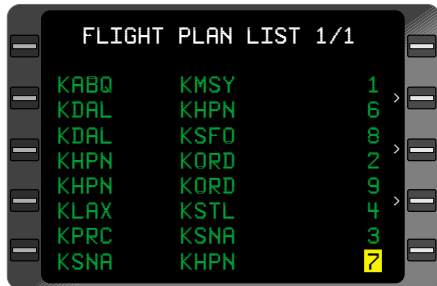 FLIGHT PLAN LIST 1/1
KABQ KMSY 1 >
KDAL KHPN 6
KDAL KSFO 8 >
KHPN KORD 2
KHPN KORD 9
KLAX KSTL 4 >
KPRC KSNA 3
KSNA KHPN 7